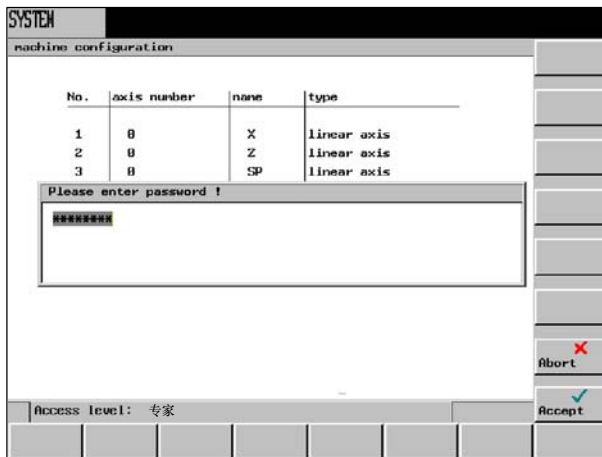 SYSTEM
machine configuration
No. axis number name type
1 0 X linear axis
2 0 Z linear axis
3 0 SP linear axis
Please enter password !
********
Abort
Access level: 专家
Accept